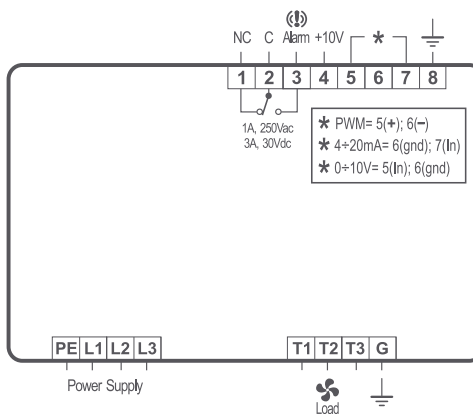 NC C Alarm +10V *
1 2 3 4 5 6 7 8
1A, 250Vac
3A, 30Vdc
* PWM= 5(+); 6(−)
* 4÷20mA= 6(gnd); 7(In)
* 0÷10V= 5(In); 6(gnd)
PE L1 L2 L3 T1 T2 T3 G
Power Supply
Load